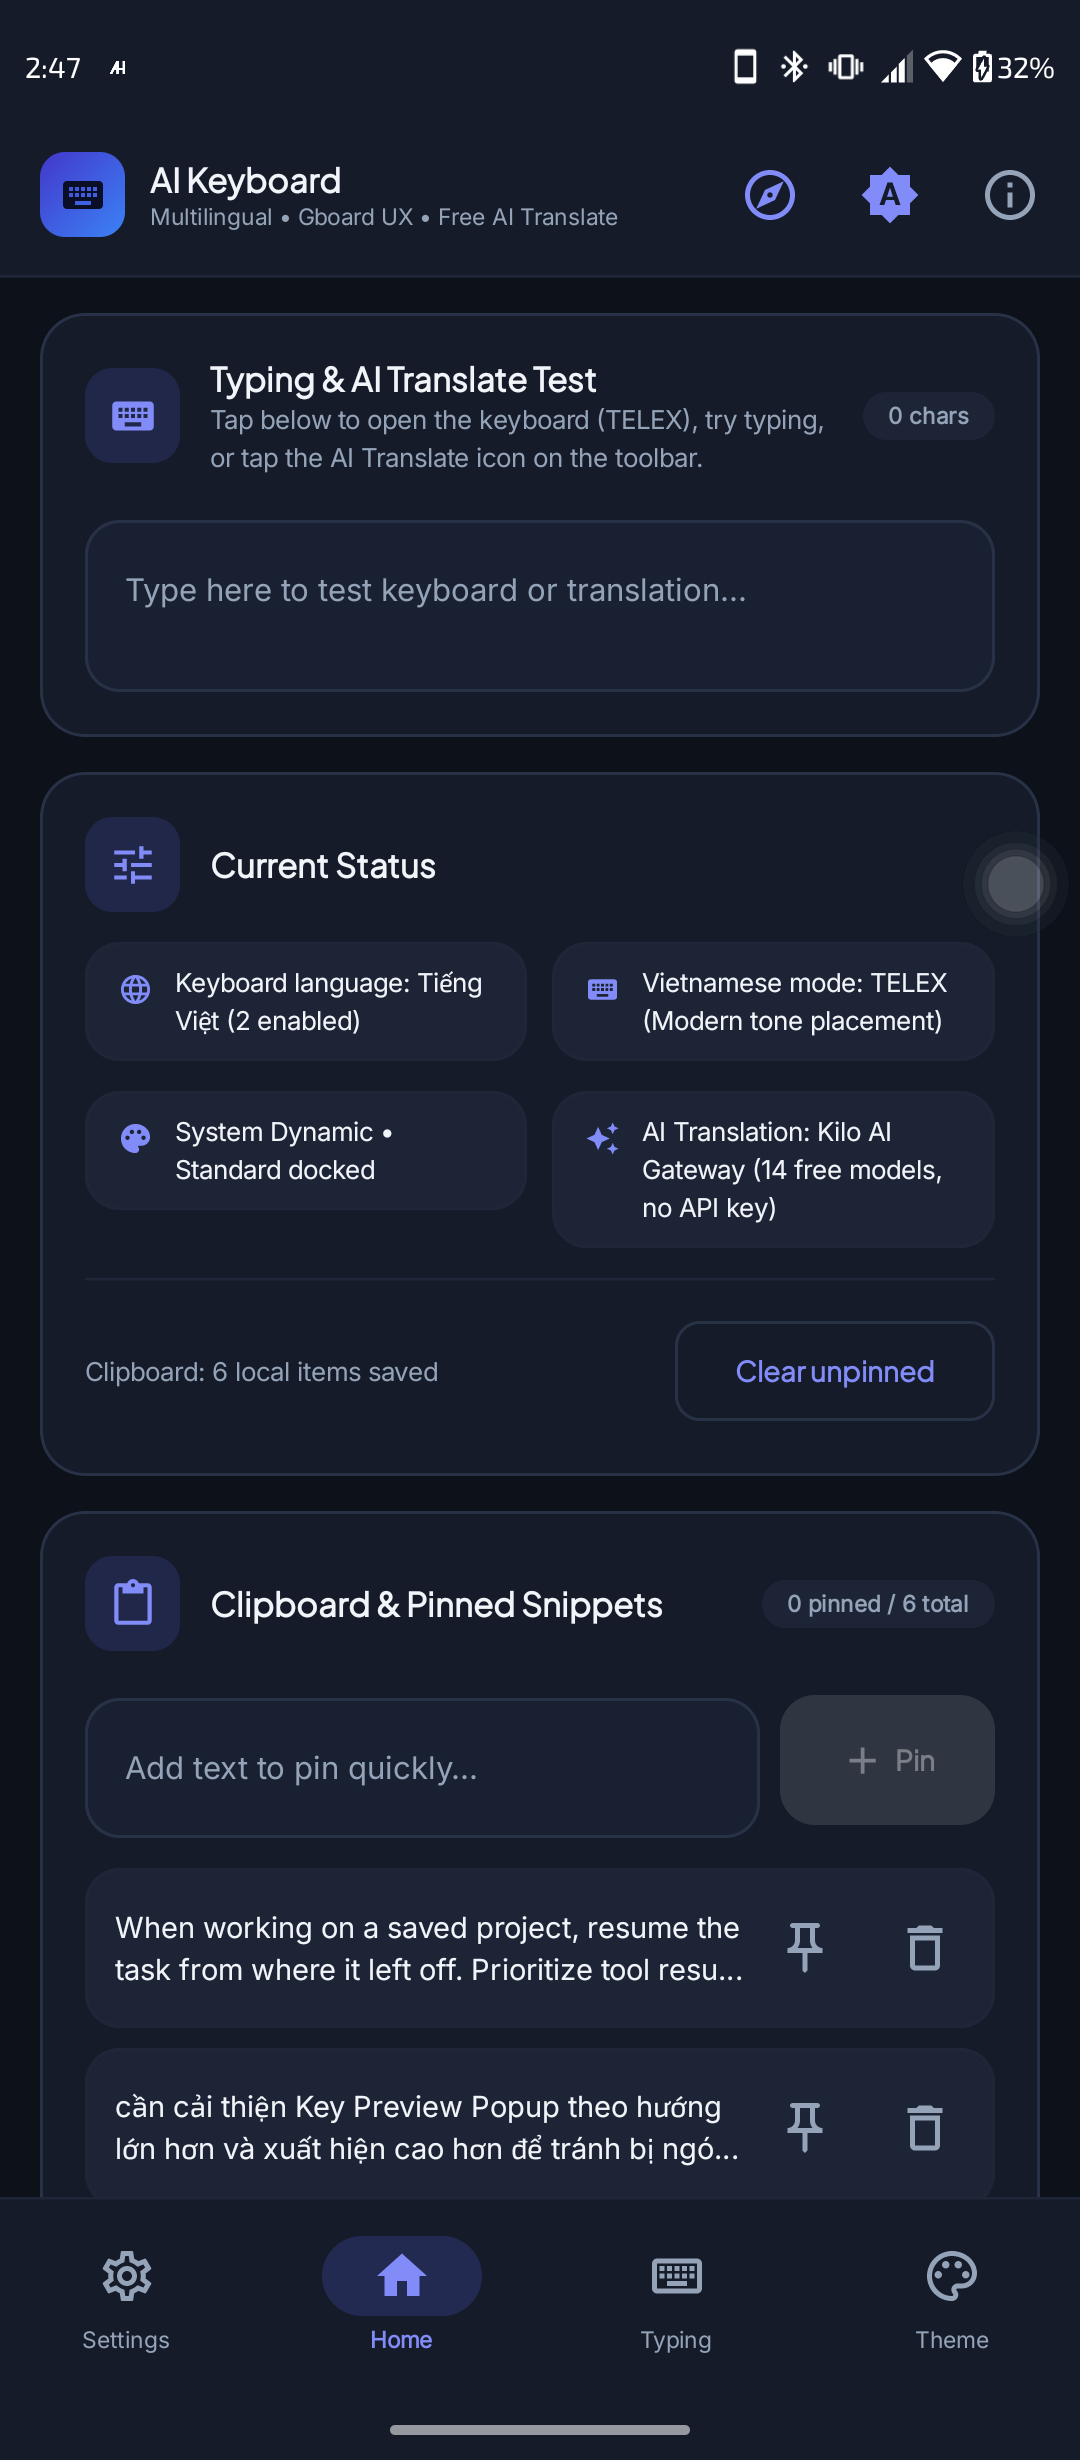 2:47
32%
AI Keyboard
Multilingual • Gboard UX • Free AI Translate
A
Typing & AI Translate Test
Tap below to open the keyboard (TELEX), try typing,
or tap the AI Translate icon on the toolbar.
0 chars
Type here to test keyboard or translation...
Current Status
Keyboard language: Tiếng
Việt (2 enabled)
Vietnamese mode: TELEX
(Modern tone placement)
System Dynamic •
Standard docked
AI Translation: Kilo AI
Gateway (14 free models,
no API key)
Clipboard: 6 local items saved
Clear unpinned
Clipboard & Pinned Snippets
0 pinned / 6 total
Add text to pin quickly...
Pin
When working on a saved project, resume the
task from where it left off. Prioritize tool resu...
cần cải thiện Key Preview Popup theo hướng
lớn hơn và xuất hiện cao hơn để tránh bị ngó...
Settings
Home
Typing
Theme